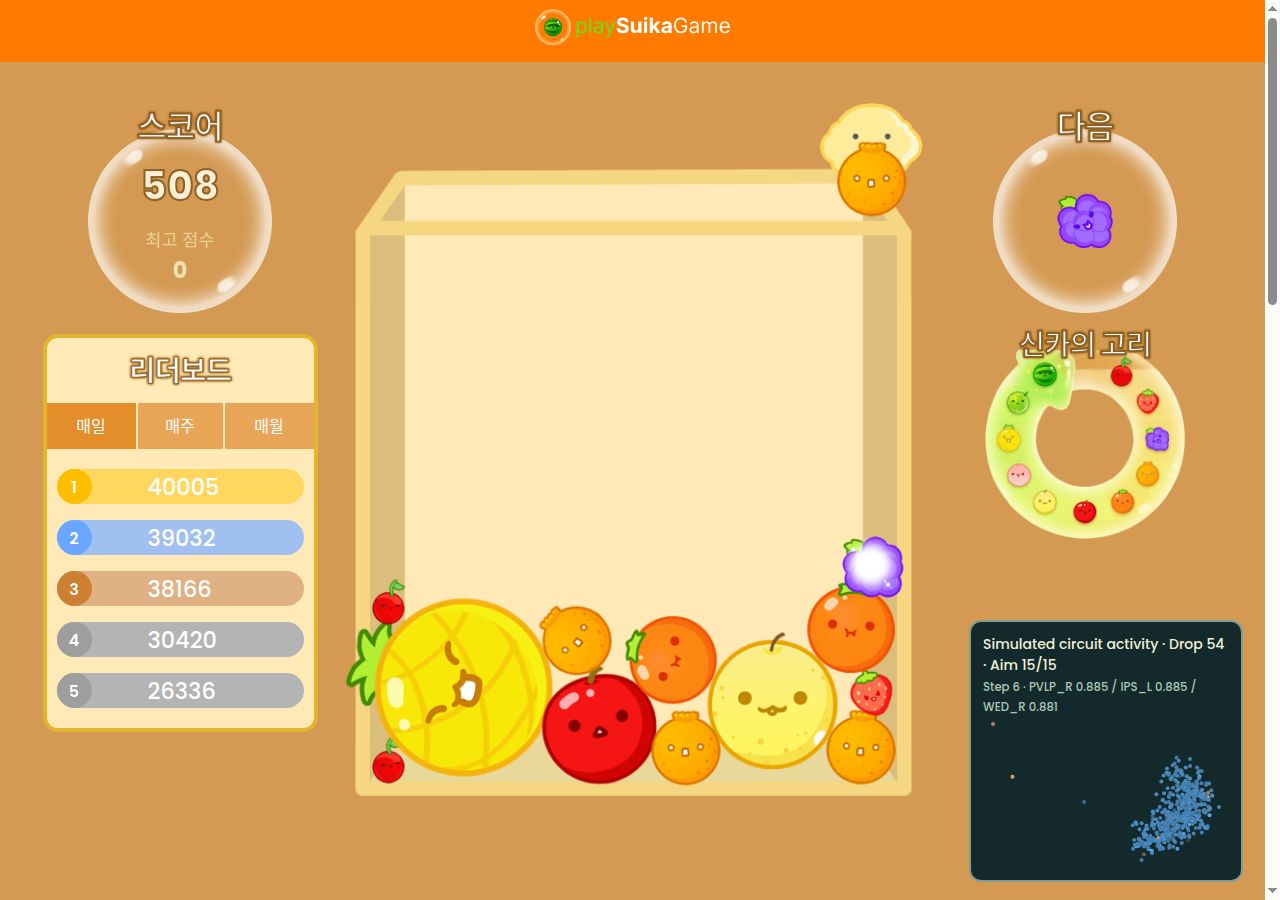 playSuikaGame
스코어
508
최고 점수
0
리더보드
매일 매주 매월
1 40005
2 39032
3 38166
4 30420
5 26336
다음
신카의 고리
Simulated circuit activity · Drop 54
· Aim 15/15
Step 6 · PVLP_R 0.885 / IPS_L 0.885 /
WED_R 0.881